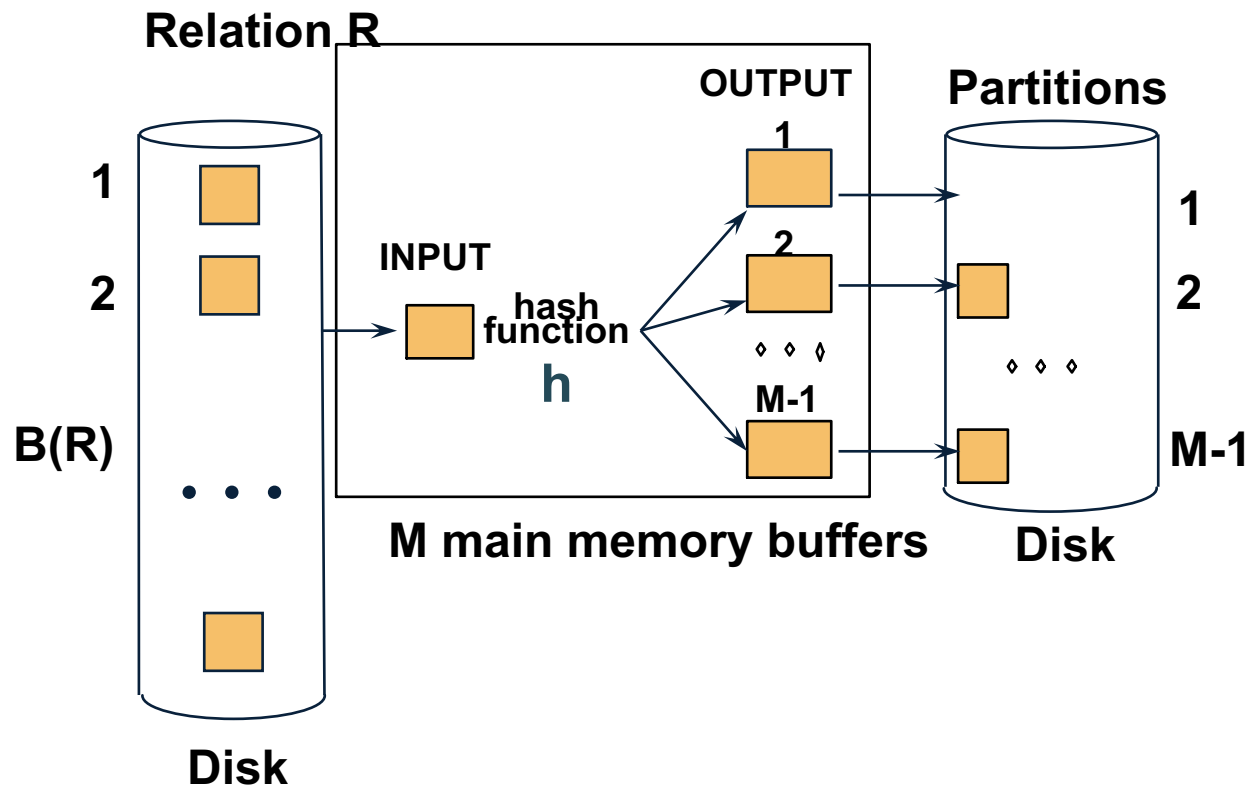 Relation R
OUTPUT
Partitions
1
1
1
INPUT
2
2
2
hash
function
h
M-1
B(R)
M-1
M main memory buffers
Disk
Disk